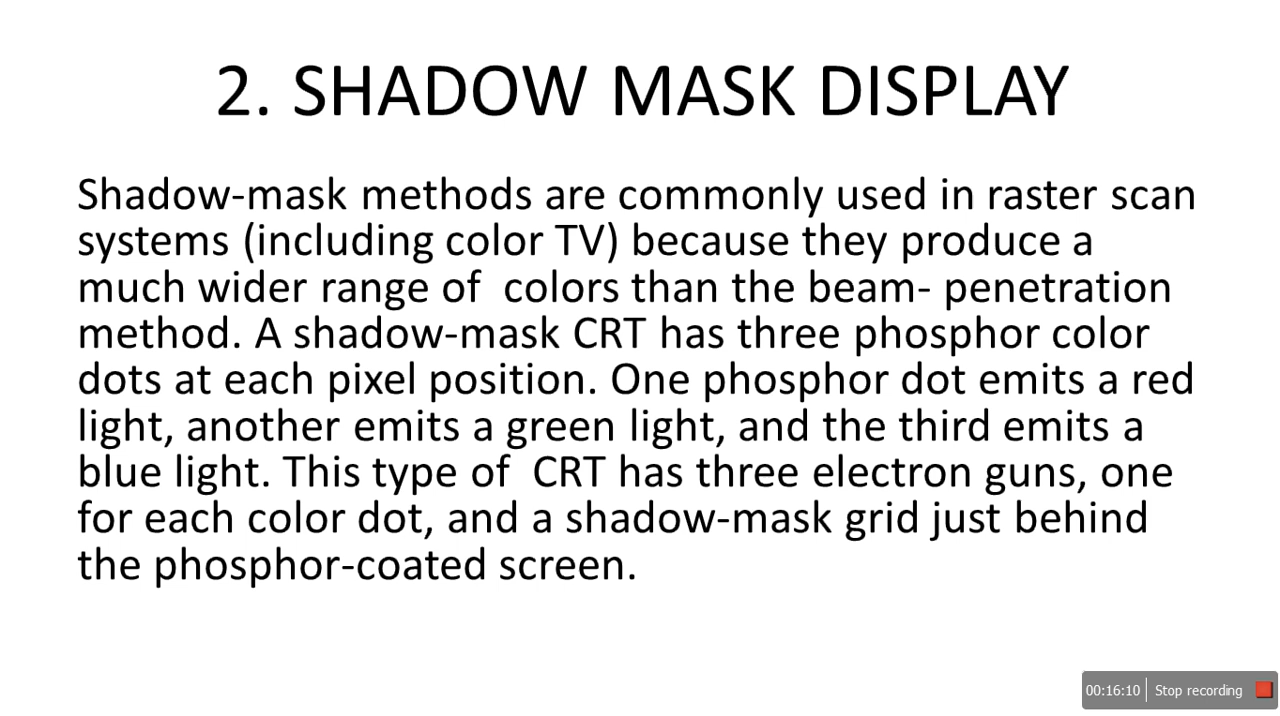 2. SHADOW MASK DISPLAY
Shadow-mask methods are commonly used in raster scan
systems (including color TV) because they produce a
much wider range of  colors than the beam- penetration
method. A shadow-mask CRT has three phosphor color
dots at each pixel position. One phosphor dot emits a red
light, another emits a green light, and the third emits a
blue light. This type of  CRT has three electron guns, one
for each color dot, and a shadow-mask grid just behind
the phosphor-coated screen.
00:16:10 Stop recording